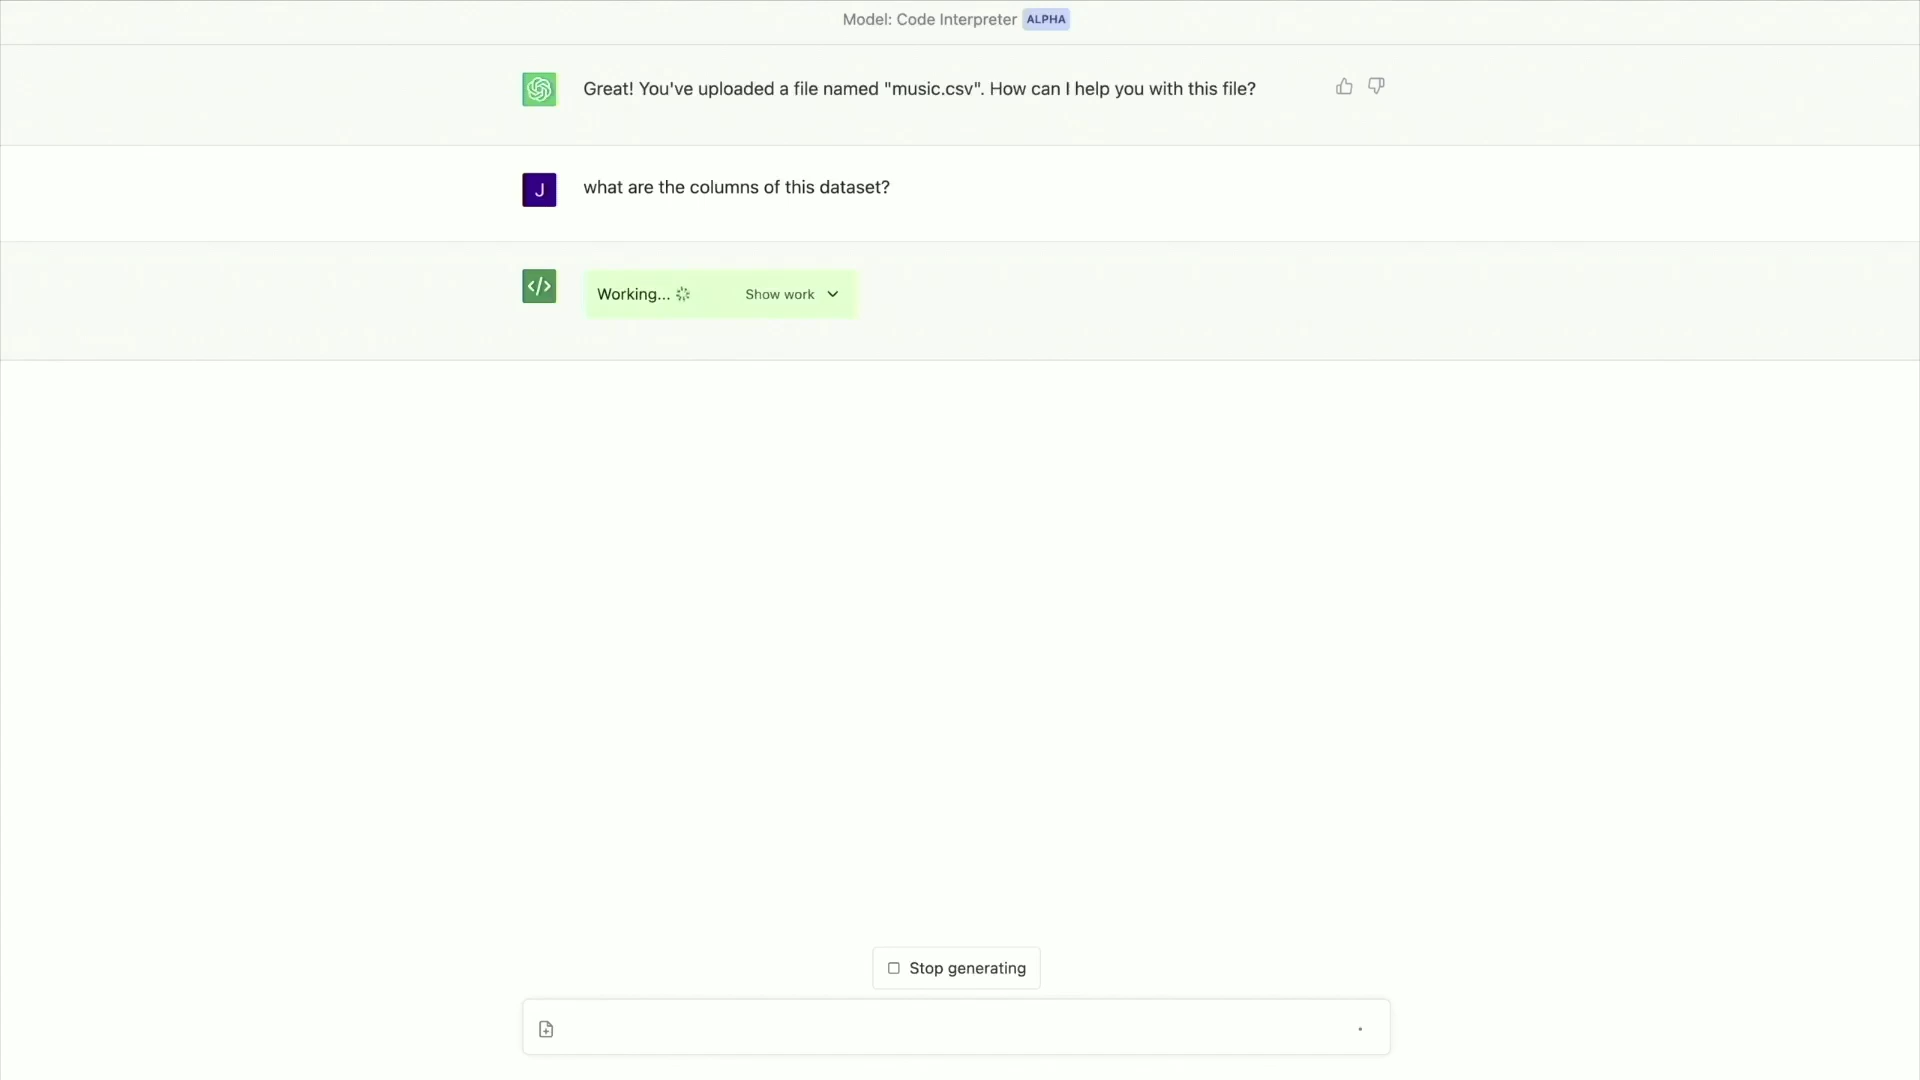 Model: Code Interpreter ALPHA
Great! You've uploaded a file named "music.csv". How can I help you with this file?
J
what are the columns of this dataset?
</>
Working...
Show work
Stop generating